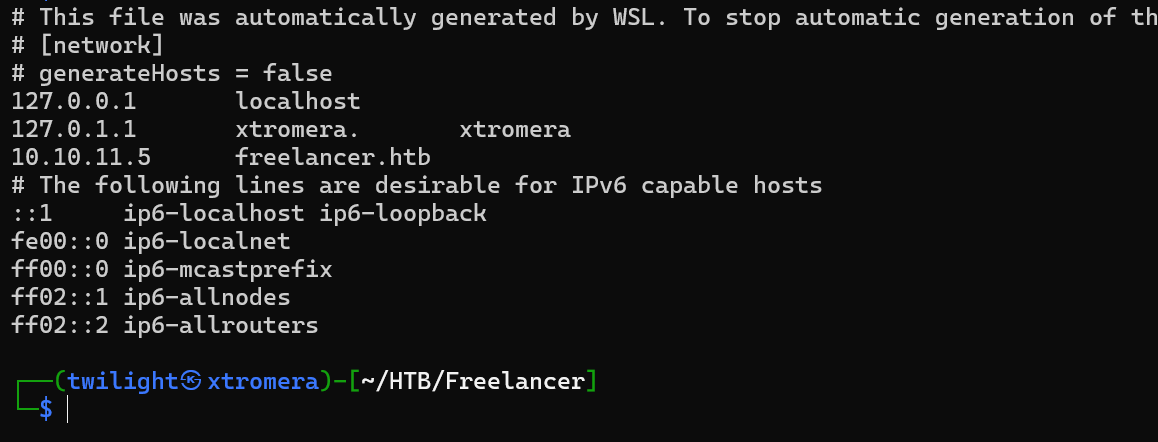 # This file was automatically generated by WSL. To stop automatic generation of th
# [network]
# generateHosts = false
127.0.0.1       localhost
127.0.1.1       xtromera.       xtromera
10.10.11.5      freelancer.htb
# The following lines are desirable for IPv6 capable hosts
::1     ip6-localhost ip6-loopback
fe00::0 ip6-localnet
ff00::0 ip6-mcastprefix
ff02::1 ip6-allnodes
ff02::2 ip6-allrouters
┌──(twilight㉿xtromera)-[~/HTB/Freelancer]
└─$